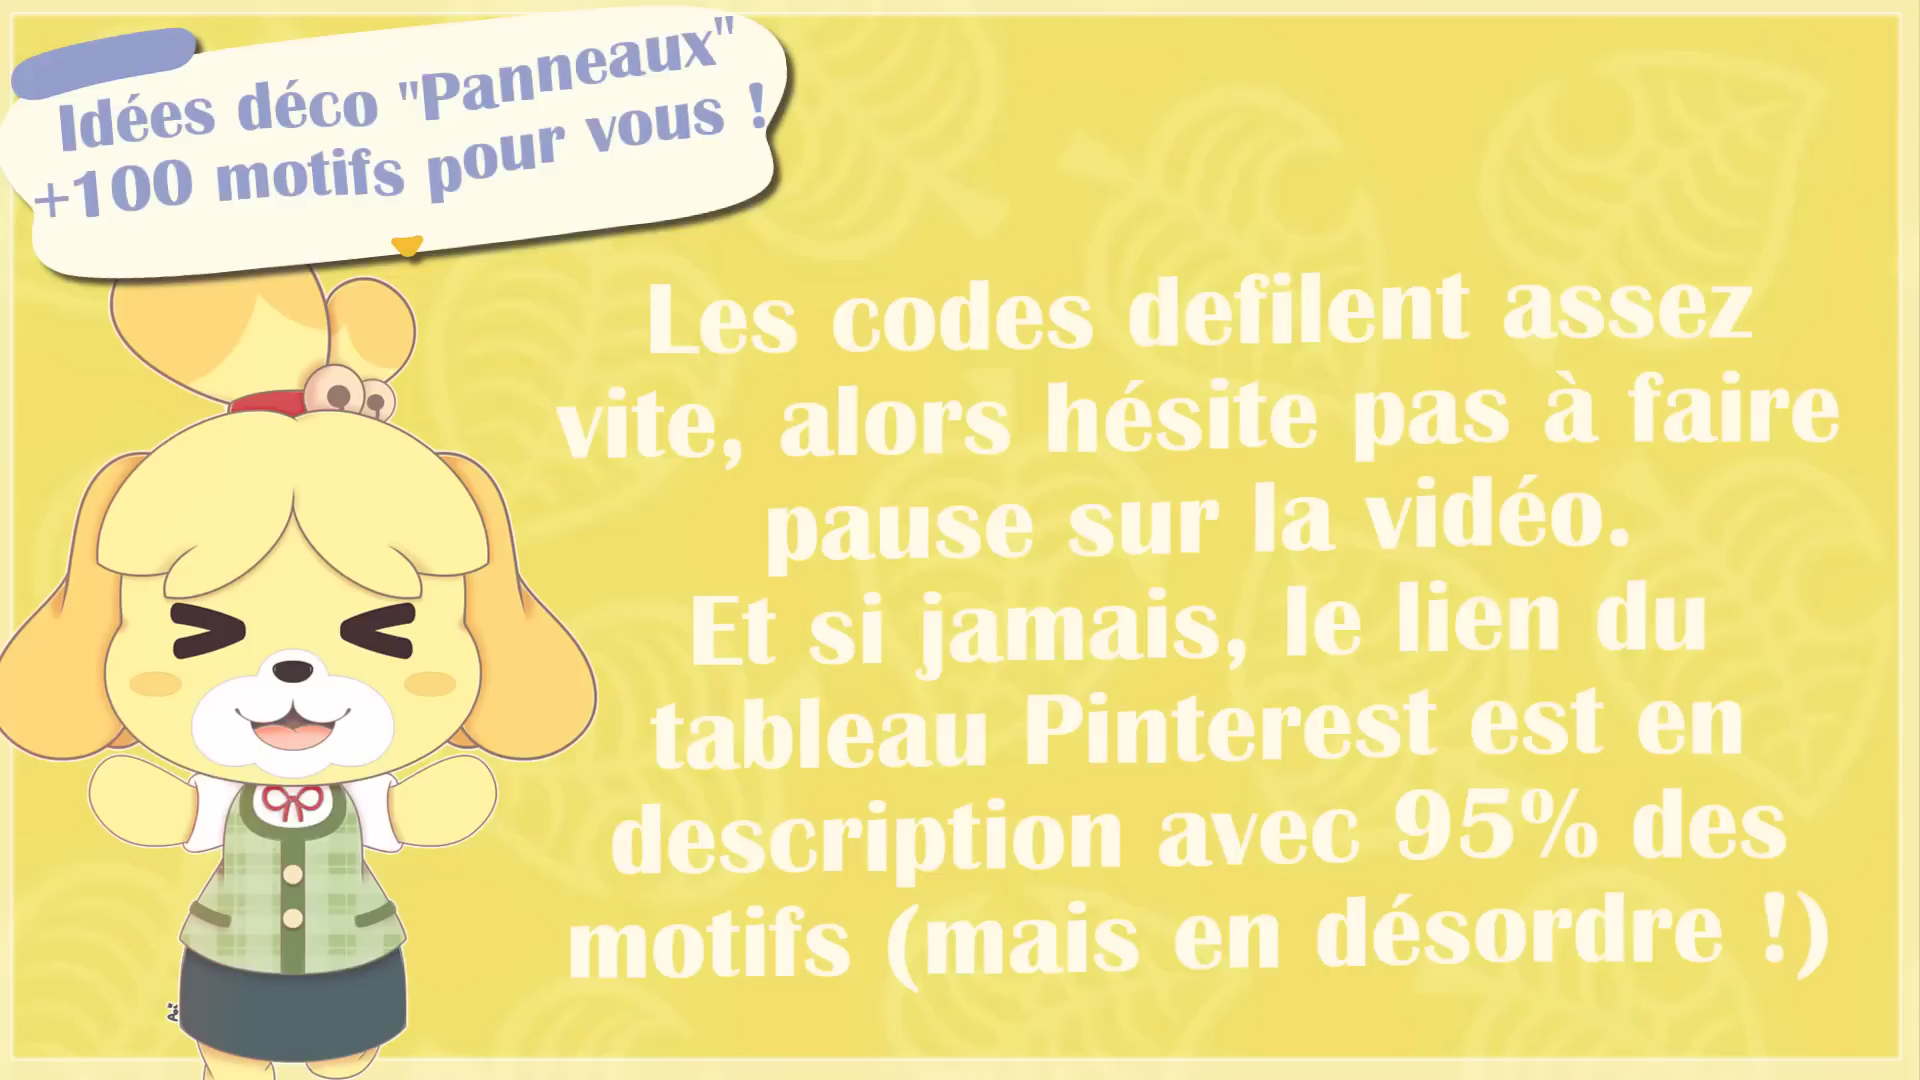 Idées déco "Panneaux"
+100 motifs pour vous !
Les codes defilent assez
vite, alors hésite pas à faire
pause sur la vidéo.
Et si jamais, le lien du
tableau Pinterest est en
description avec 95% des
motifs (mais en désordre !)